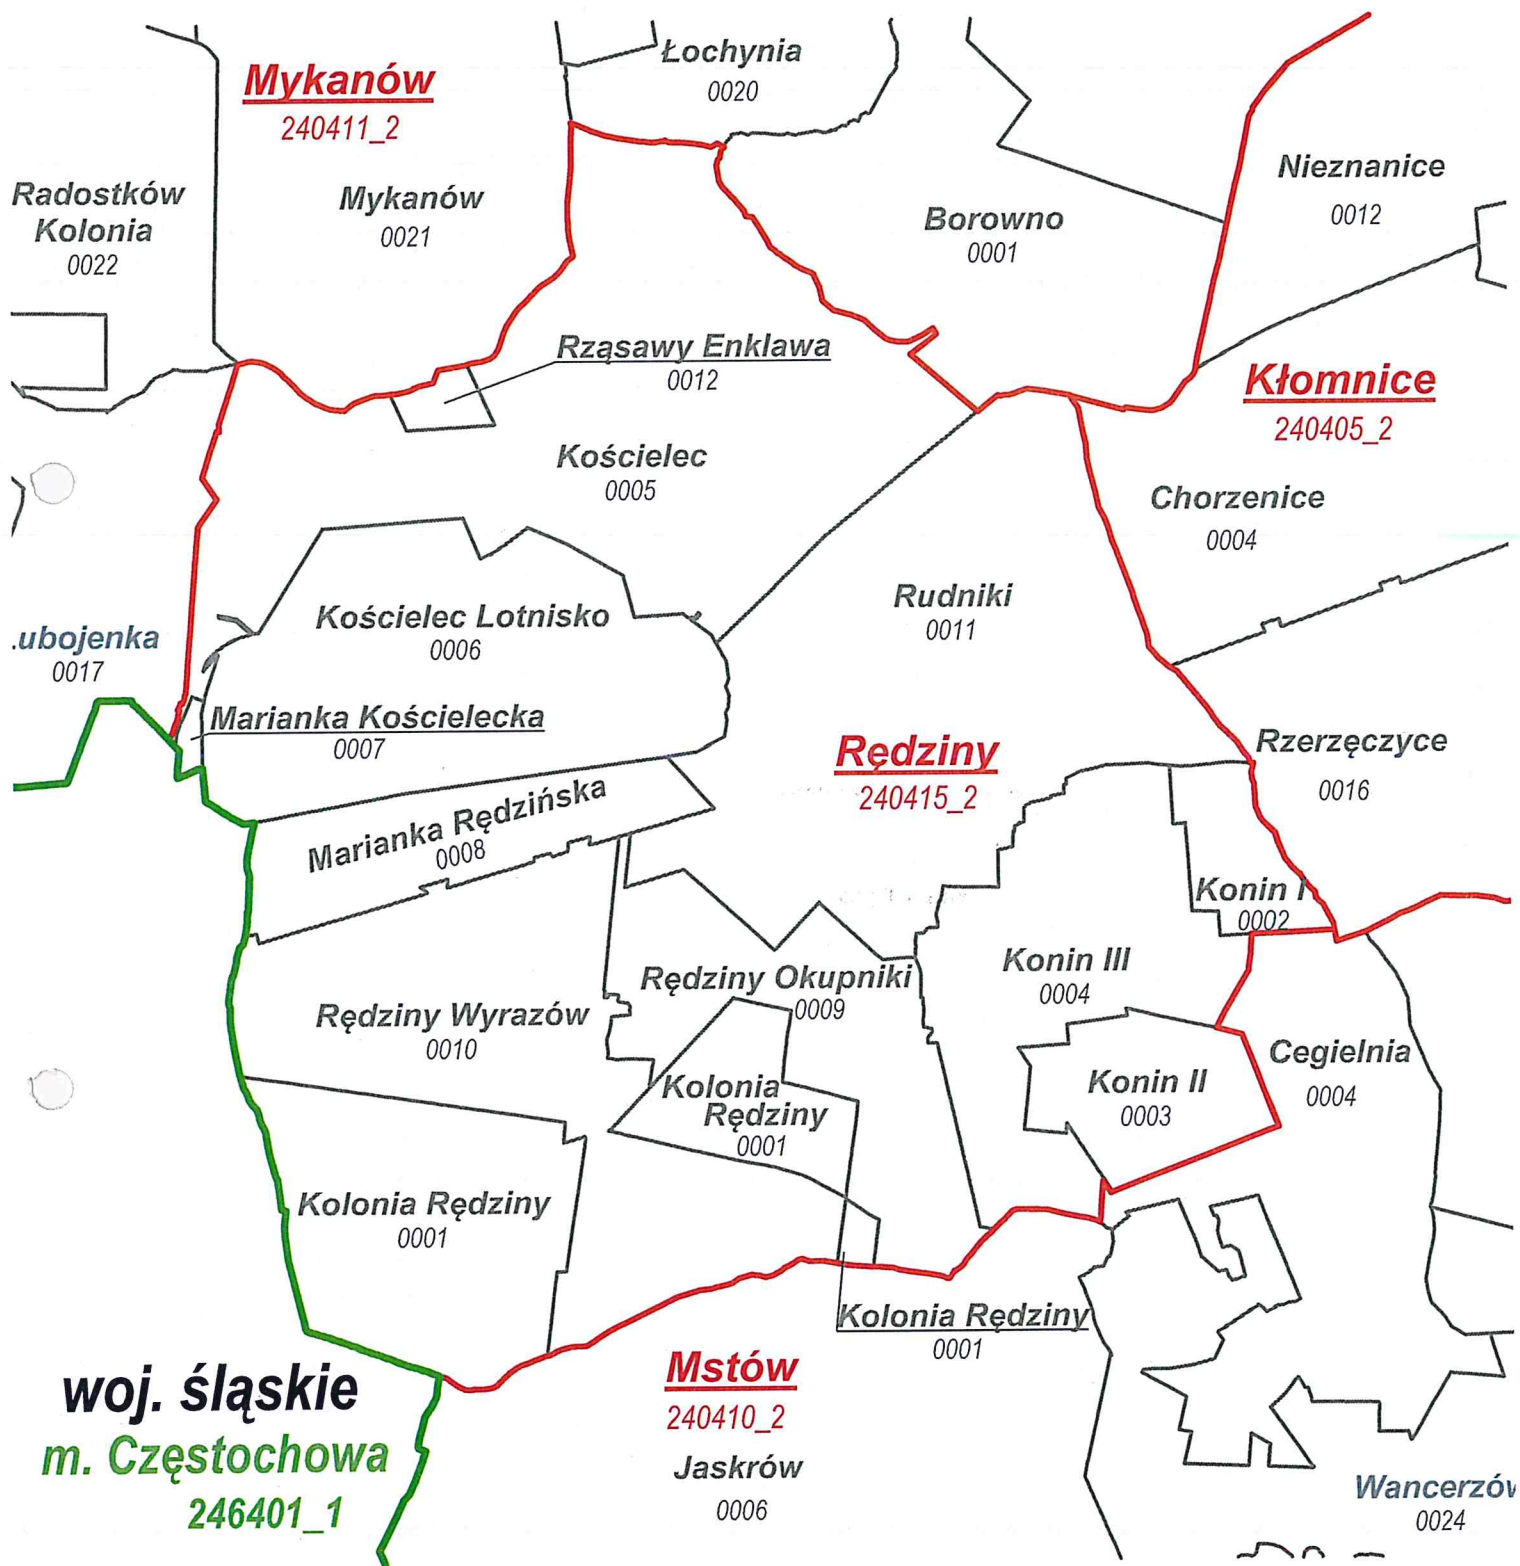 Łochynia
0020
Mykanów
240411_2
Nieznanice
0012
Radostków
Kolonia
0022
Mykanów
0021
Borowno
0001
Rząsawy Enklawa
0012
Kłomnice
240405_2
Kościelec
0005
Chorzenice
0004
Rudniki
0011
Kościelec Lotnisko
0006
.ubojenka
0017
Marianka Kościelecka
0007
Rędziny
240415_2
Rzerzęczyce
0016
Marianka Rędzińska
0008
Konin I
0002
Konin III
0004
Rędziny Okupniki
0009
Rędziny Wyrazów
0010
Cegielnia
0004
Konin II
0003
Kolonia
Rędziny
0001
Kolonia Rędziny
0001
Kolonia Rędziny
0001
Mstów
240410_2
Jaskrów
0006
woj. śląskie
m. Częstochowa
246401_1
Wancerzów
0024